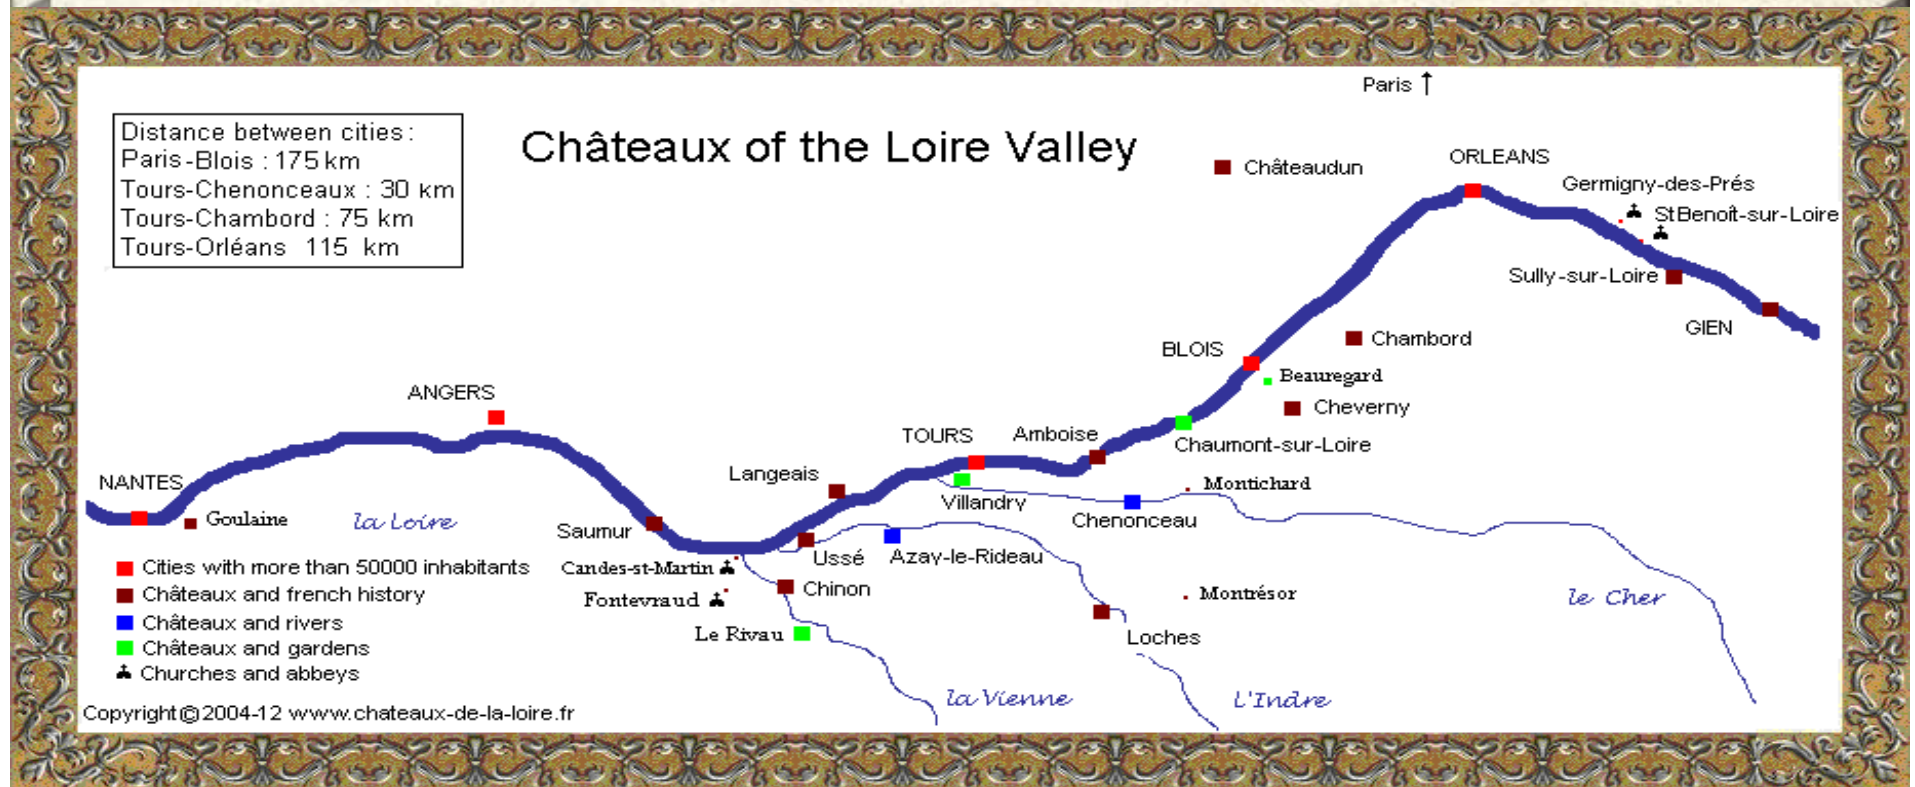 Paris ↑
Distance between cities :
Paris-Blois : 175 km
Tours-Chenonceaux : 30 km
Tours-Chambord : 75 km
Tours-Orléans 115 km
Châteaux of the Loire Valley
Châteaudun
ORLEANS
Germigny-des-Prés
St Benoît-sur-Loire
Sully-sur-Loire
GIEN
Chambord
BLOIS
Beauregard
Cheverny
ANGERS
TOURS
Amboise
Chaumont-sur-Loire
Langeais
NANTES
Villandry
Montichard
Chenonceau
Goulaine
la Loire
Saumur
Ussé
Azay-le-Rideau
Candes-st-Martin
Chinon
Fontevraud
Montrésor
le Cher
Le Rivau
Loches
Cities with more than 50000 inhabitants
Châteaux and french history
Châteaux and rivers
Châteaux and gardens
Churches and abbeys
la Vienne
L'Indre
Copyright©2004-12 www.chateaux-de-la-loire.fr